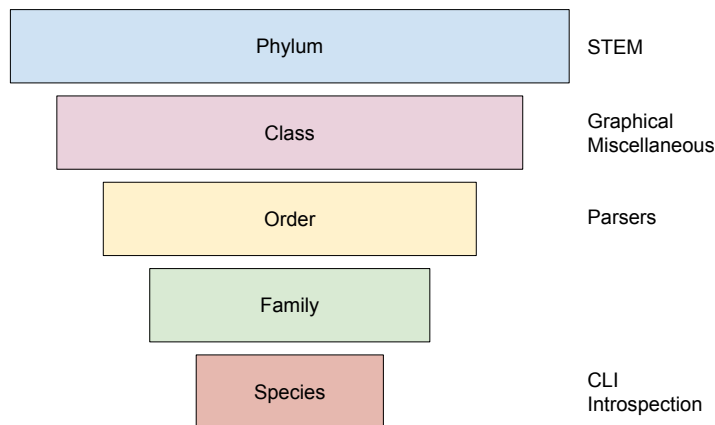 Phylum
STEM
Class
Graphical
Miscellaneous
Order
Parsers
Family
Species
CLI
Introspection